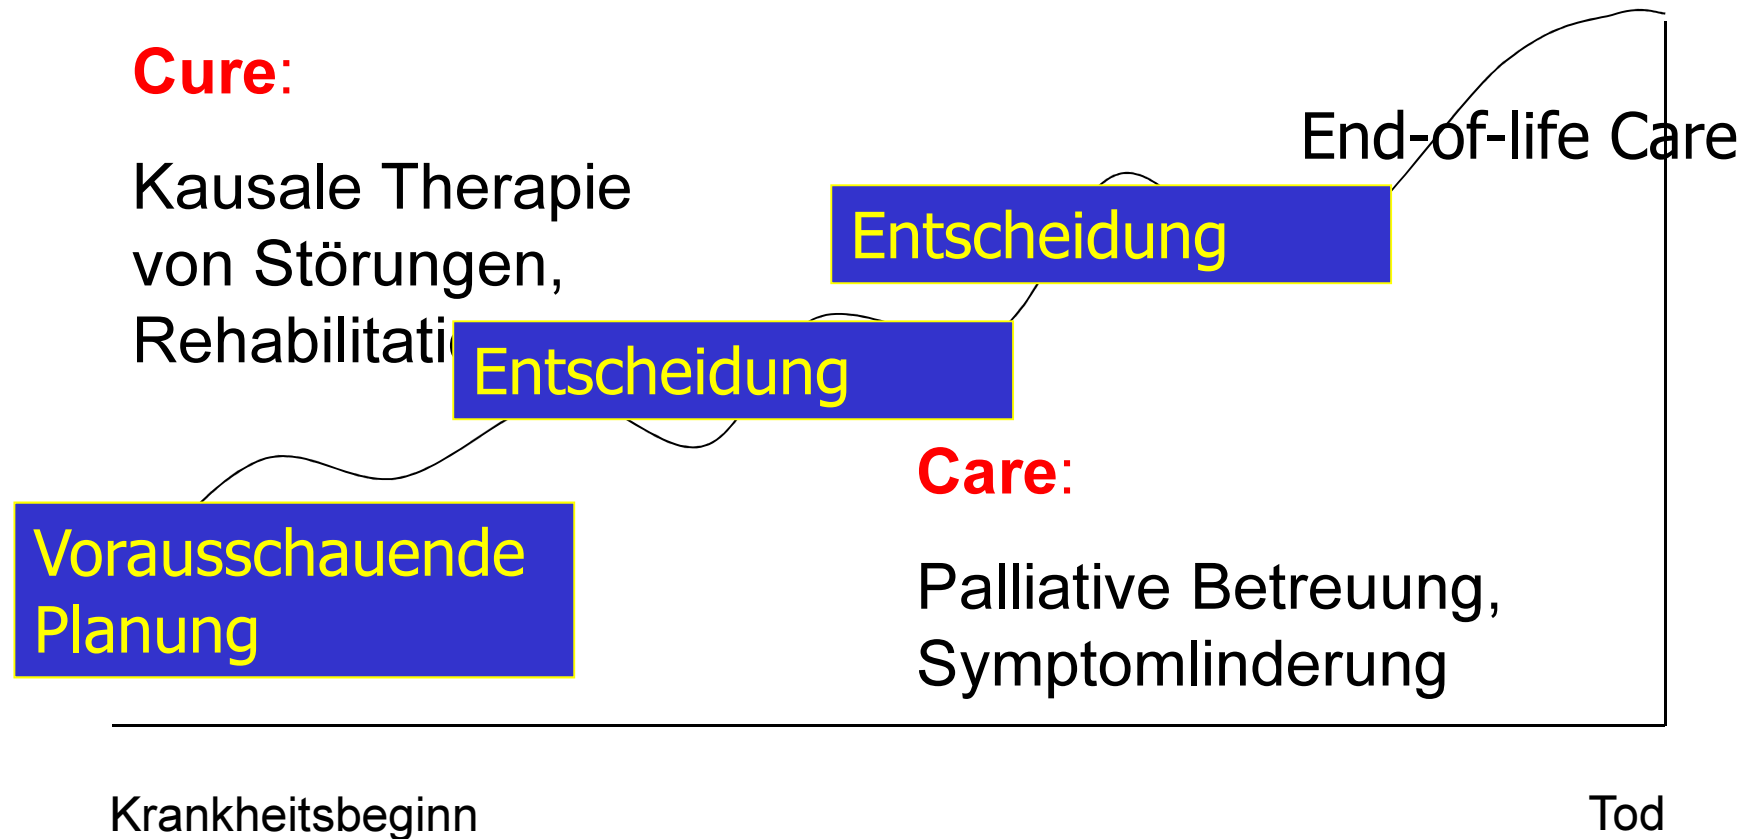 Cure:
Kausale Therapie
von Störungen,
Rehabilitati
End-of-life Care
Entscheidung
Entscheidung
Vorausschauende
Planung
Care:
Palliative Betreuung,
Symptomlinderung
Krankheitsbeginn
Tod